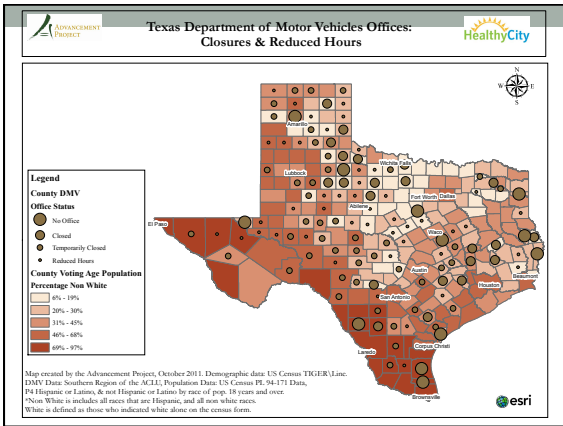 ADVANCEMENT
PROJECT
Texas Department of Motor Vehicles Offices:
Closures & Reduced Hours
HealthyCity
N
W
E
S
Amarillo
Wichita Falls
Lubbock
Fort Worth
Dallas
Abilene
El Paso
Waco
Austin
Beaumont
Houston
San Antonio
Corpus Christi
Laredo
Brownsville
Legend
County DMV
Office Status
No Office
Closed
Temporarily Closed
Reduced Hours
County Voting Age Population
Percentage Non White
6% - 19%
20% - 30%
31% - 45%
46% - 68%
69% - 97%
Map created by the Advancement Project, October 2011. Demographic data: US Census TIGER\Line.
DMV Data: Southern Region of the ACLU, Population Data: US Census PL 94-171 Data,
P4 Hispanic or Latino, & not Hispanic or Latino by race of pop. 18 years and over.
*Non White is includes all races that are Hispanic, and all non white races.
White is defined as those who indicated white alone on the census form.
esri